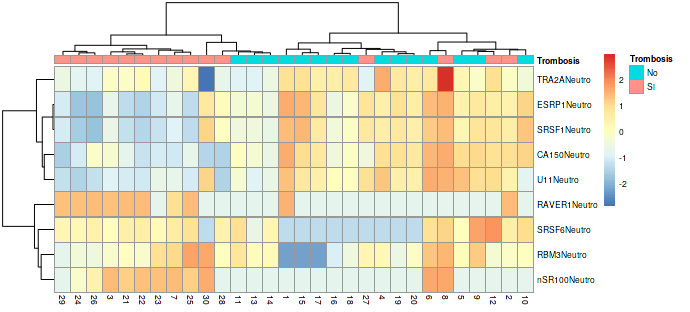 Trombosis
TRA2ANeutro
ESRP1Neutro
SRSF1Neutro
CA150Neutro
U11Neutro
RAVER1Neutro
SRSF6Neutro
RBM3Neutro
nSR100Neutro
29 24 26 3 21 22 23 7 25 30 28 11 13 14 1 15 17 16 18 27 4 19 20 6 8 5 9 12 2 10
2
1
0
-1
-2
Trombosis
No
SI